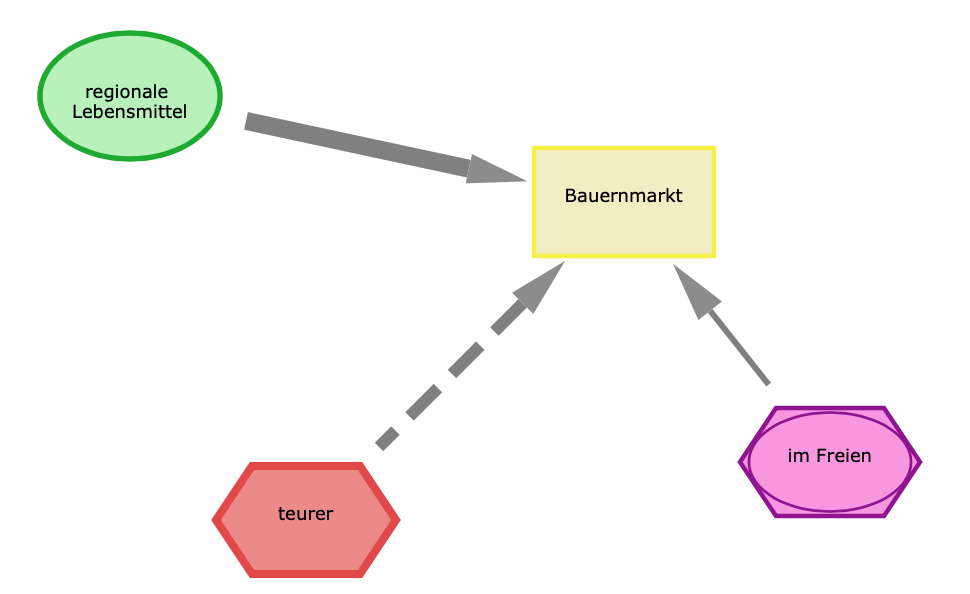 regionale
Lebensmittel
Bauernmarkt
im Freien
teurer